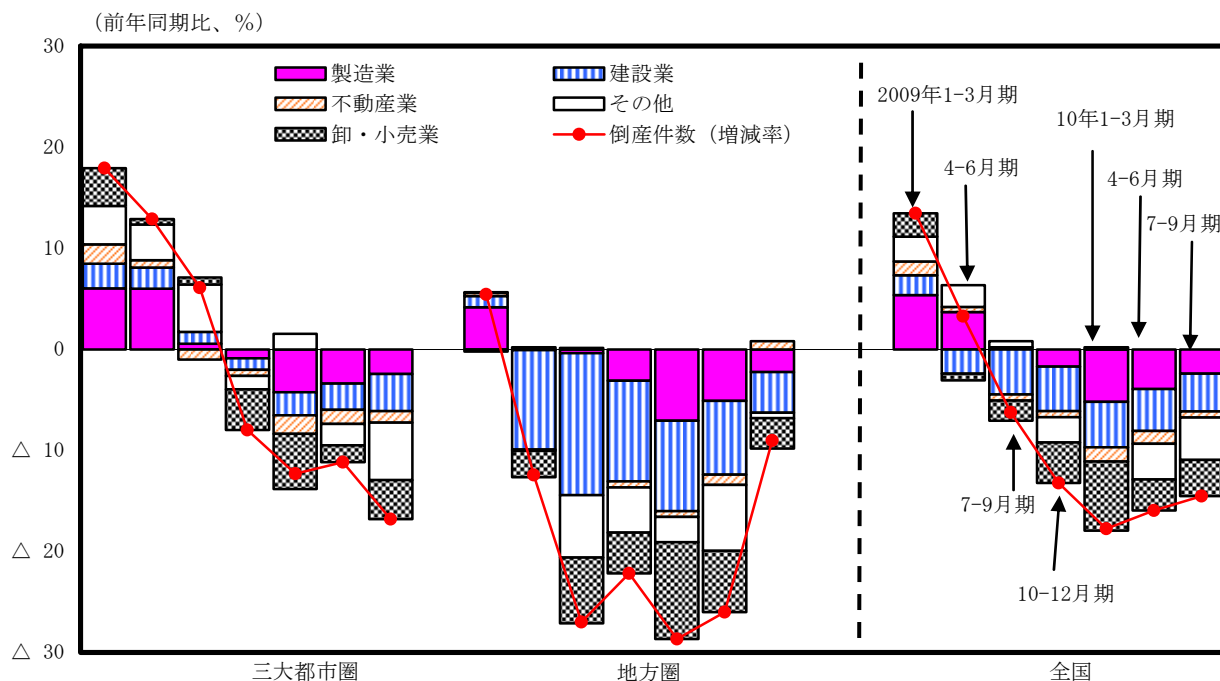 （前年同期比、%）
30
20
10
0
△ 10
△ 20
△ 30
製造業
建設業
不動産業
その他
卸・小売業
倒産件数（増減率）
2009年1-3月期
4-6月期
7-9月期
10-12月期
10年1-3月期
4-6月期
7-9月期
三大都市圏
地方圏
全国